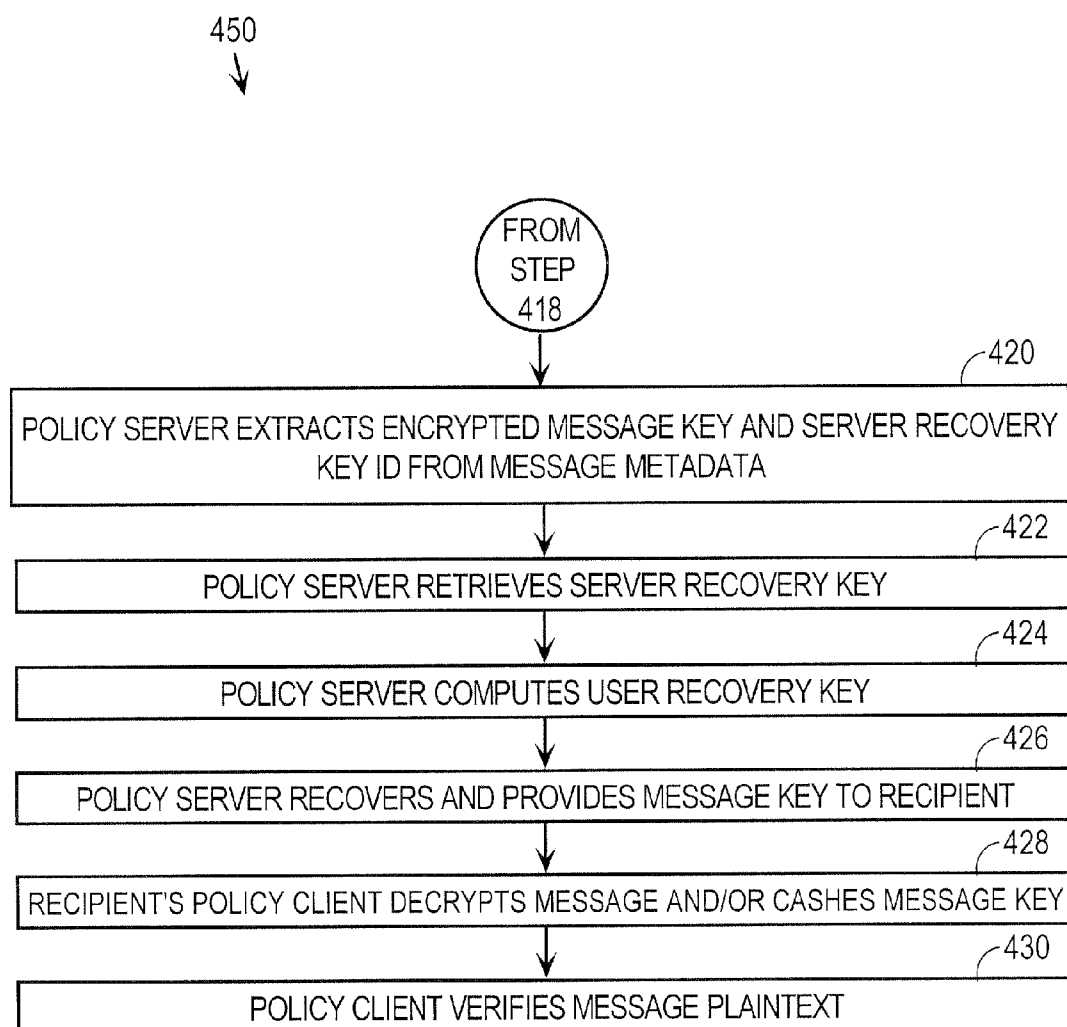 450
FROM
STEP
418
420
POLICY SERVER EXTRACTS ENCRYPTED MESSAGE KEY AND SERVER RECOVERY
KEY ID FROM MESSAGE METADATA
422
POLICY SERVER RETRIEVES SERVER RECOVERY KEY
424
POLICY SERVER COMPUTES USER RECOVERY KEY
426
POLICY SERVER RECOVERS AND PROVIDES MESSAGE KEY TO RECIPIENT
428
RECIPIENT'S POLICY CLIENT DECRYPTS MESSAGE AND/OR CASHES MESSAGE KEY
430
POLICY CLIENT VERIFIES MESSAGE PLAINTEXT